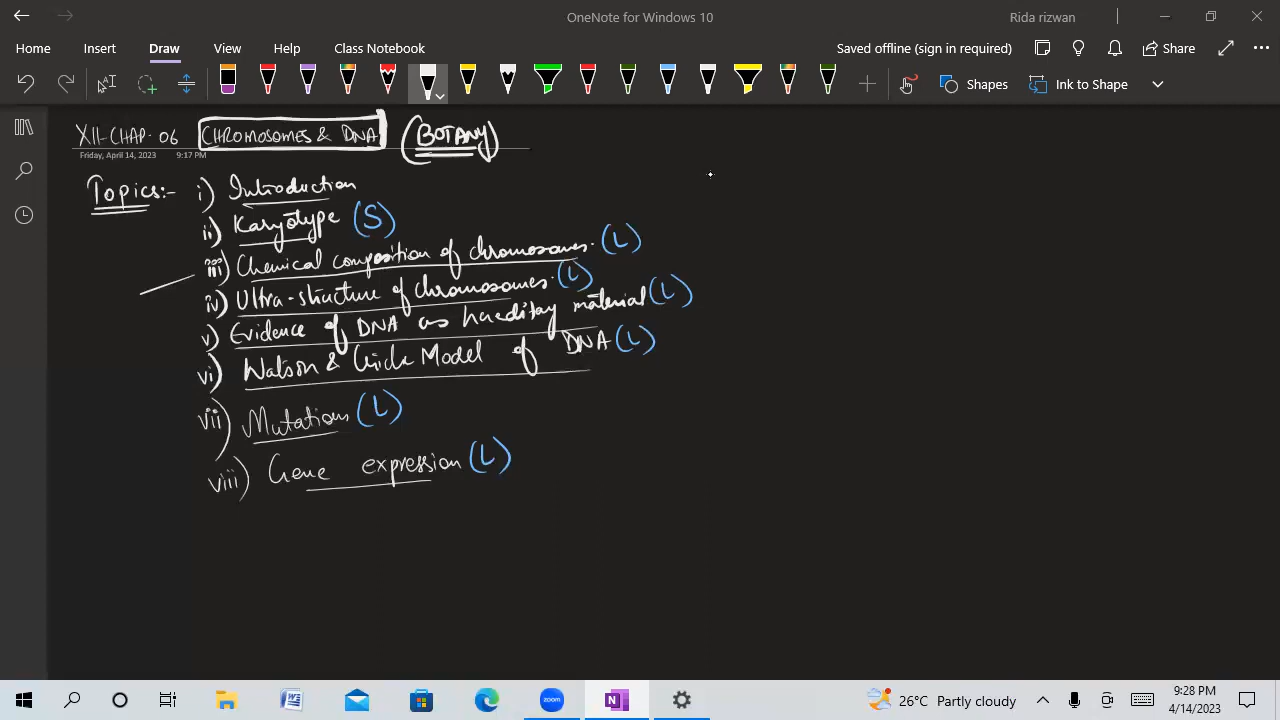 OneNote for Windows 10
Rida rizwan
Home Insert Draw View Help Class Notebook
Saved offline (sign in required)
Share
Shapes
Ink to Shape
XII-CHAP-06 CHROMOSOMES & DNA (BOTANY)
Friday, April 14, 2023 9:17 PM
Topics:- i) Introduction
ii) Karyotype (S)
iii) Chemical composition of chromosomes. (L)
iv) Ultra-structure of chromosomes. (L)
v) Evidence of DNA as heredity material (L)
vi) Watson & Crick Model of DNA (L)
vii) Mutations (L)
viii) Gene expression (L)
zoom
26°C Partly cloudy
9:28 PM
4/14/2023